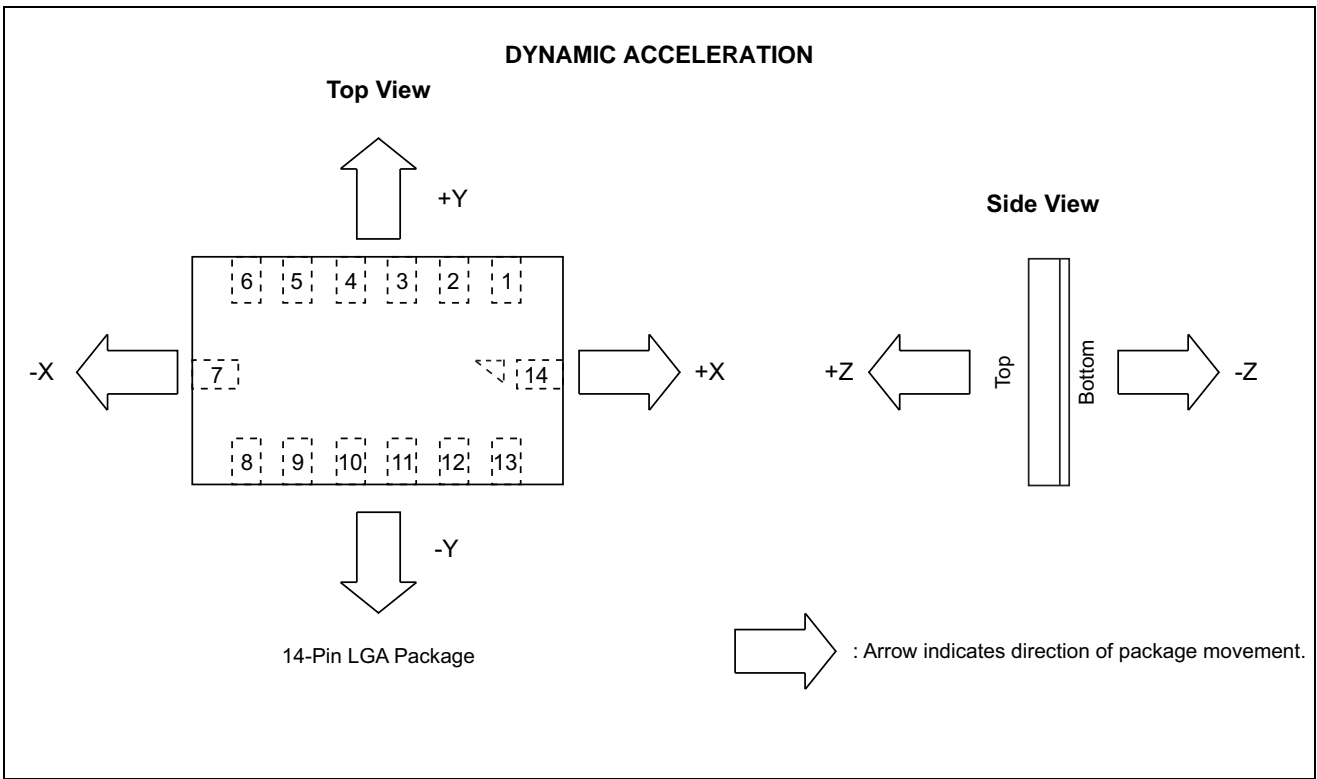 DYNAMIC ACCELERATION
Top View
+Y
Side View
6 5 4 3 2 1
-X
7
14
+X
+Z
Top
Bottom
-Z
8 9 10 11 12 13
-Y
14-Pin LGA Package
: Arrow indicates direction of package movement.